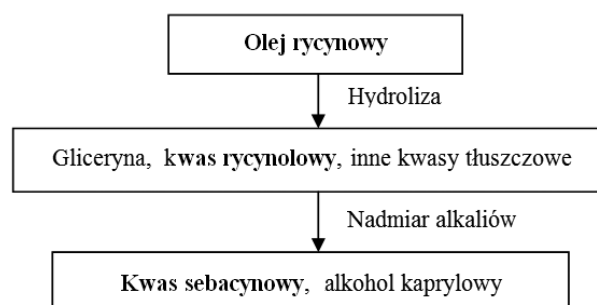 Olej rycynowy
Hydroliza
Gliceryna, kwas rycynolowy, inne kwasy tłuszczowe
Nadmiar alkaliów
Kwas sebacynowy, alkohol kaprylowy